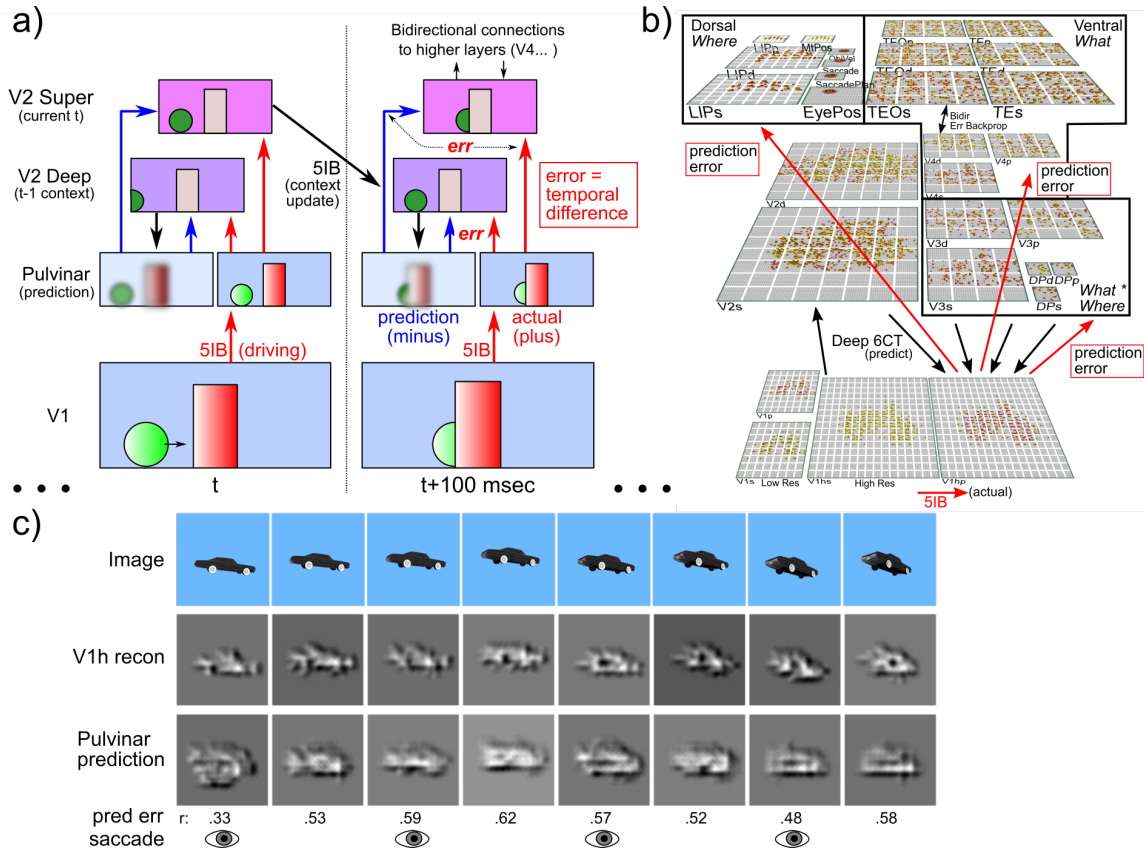 a)
Bidirectional connections
to higher layers (V4... )
V2 Super
(current t)
V2 Deep
(t-1 context)
5IB
(context
update)
err
error =
temporal
difference
err
Pulvinar
(prediction)
prediction
(minus)
actual
(plus)
5IB (driving)
5IB
V1
t
t+100 msec
• • •
• • •
b)
Dorsal
Where
Ventral
What
LIPp
MtPos
ObjVel
Saccade
SaccadePlan
LIPd
LIPs
EyePos
TEOp
TEp
TEOd
TEd
TEOs
TEs
Bidir
Err Backprop
prediction
error
V4d
V4p
V4s
prediction
error
V2d
V2s
V3d
V3p
V3s
DPd
DPp
DPs
What *
Where
Deep 6CT
(predict)
prediction
error
V1p
V1s
Low Res
V1hs
High Res
V1hp
5IB
(actual)
c)
Image
V1h recon
Pulvinar
prediction
pred err r: .33 .53 .59 .62 .57 .52 .48 .58
saccade